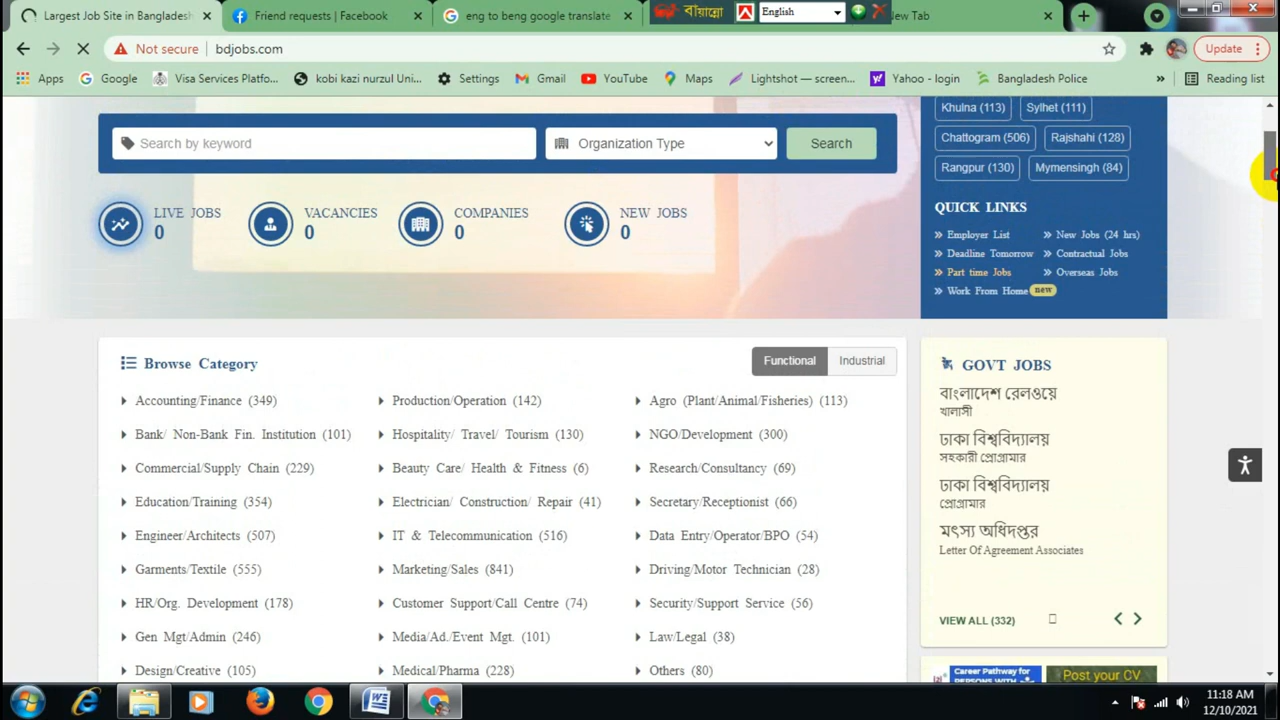 Largest Job Site in Bangladesh
Friend requests | Facebook
eng to beng google translate
বায়ান্নো
English
New Tab
Not secure
bdjobs.com
Update
Apps
Google
Visa Services Platfo...
kobi kazi nurzul Uni...
Settings
Gmail
YouTube
Maps
Lightshot — screen...
Yahoo - login
Bangladesh Police
Reading list
Search by keyword
Organization Type
Search
LIVE JOBS
0
VACANCIES
0
COMPANIES
0
NEW JOBS
0
Khulna (113)
Sylhet (111)
Chattogram (506)
Rajshahi (128)
Rangpur (130)
Mymensingh (84)
QUICK LINKS
Employer List
New Jobs (24 hrs)
Deadline Tomorrow
Contractual Jobs
Part time Jobs
Overseas Jobs
Work From Home new
Browse Category
Functional
Industrial
Accounting/Finance (349)
Production/Operation (142)
Agro (Plant/Animal/Fisheries) (113)
Bank/ Non-Bank Fin. Institution (101)
Hospitality/ Travel/ Tourism (130)
NGO/Development (300)
Commercial/Supply Chain (229)
Beauty Care/ Health & Fitness (6)
Research/Consultancy (69)
Education/Training (354)
Electrician/ Construction/ Repair (41)
Secretary/Receptionist (66)
Engineer/Architects (507)
IT & Telecommunication (516)
Data Entry/Operator/BPO (54)
Garments/Textile (555)
Marketing/Sales (841)
Driving/Motor Technician (28)
HR/Org. Development (178)
Customer Support/Call Centre (74)
Security/Support Service (56)
Gen Mgt/Admin (246)
Media/Ad./Event Mgt. (101)
Law/Legal (38)
Design/Creative (105)
Medical/Pharma (228)
Others (80)
GOVT JOBS
বাংলাদেশ রেলওয়ে
খালাসী
ঢাকা বিশ্ববিদ্যালয়
সহকারী প্রোগ্রামার
ঢাকা বিশ্ববিদ্যালয়
প্রোগ্রামার
মৎস্য অধিদপ্তর
Letter Of Agreement Associates
VIEW ALL (332)
Career Pathway for
PERSONS WITH
Post your CV
11:18 AM
12/10/2021